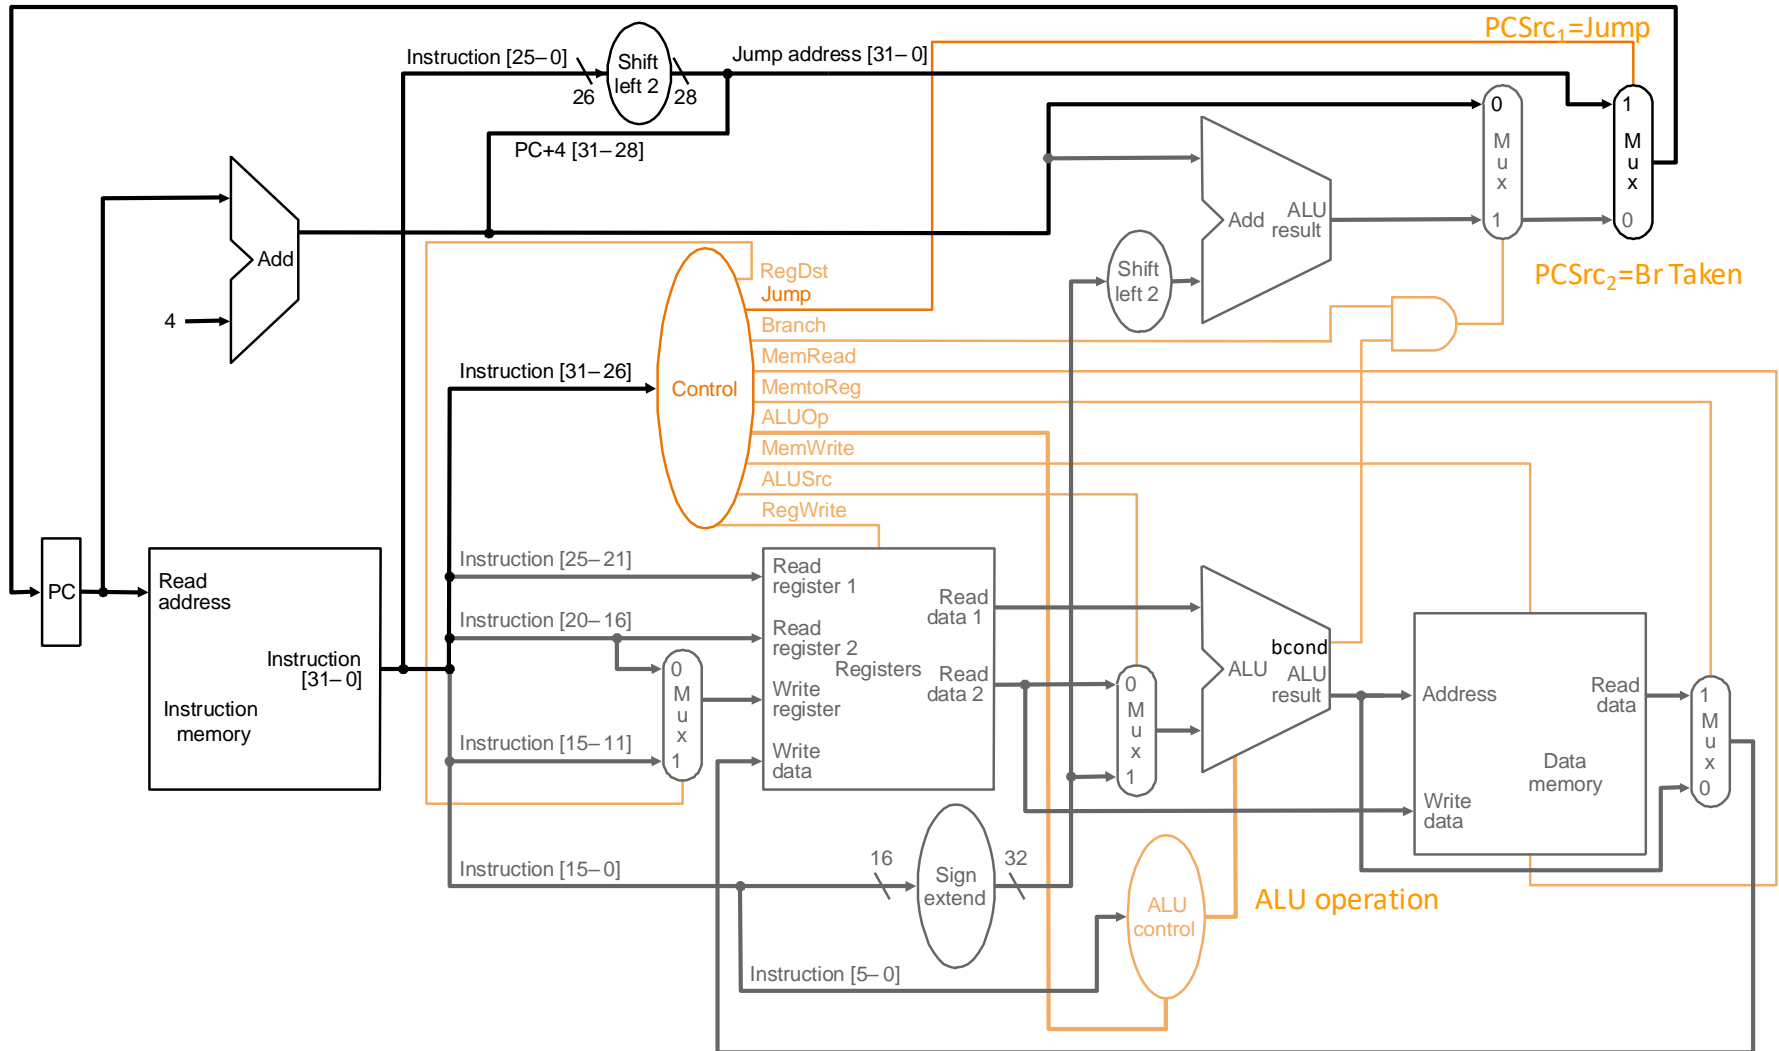 PCSrc1=Jump
Instruction [25–0]
Shift
left 2
Jump address [31–0]
26
28
0
M
u
x
1
1
M
u
x
0
PC+4 [31–28]
Add
ALU
result
Add
4
Shift
left 2
PCSrc2=Br Taken
RegDst
Jump
Branch
MemRead
MemtoReg
ALUOp
MemWrite
ALUSrc
RegWrite
Instruction [31–26]
Control
PC
Read
address
Instruction
[31–0]
Instruction
memory
Instruction [25–21]
Instruction [20–16]
Instruction [15–11]
Instruction [15–0]
Instruction [5–0]
0
M
u
x
1
Read
register 1
Read
register 2
Registers
Write
register
Write
data
Read
data 1
Read
data 2
0
M
u
x
1
bcond
ALU
ALU
result
Address
Read
data
Data
memory
Write
data
1
M
u
x
0
16
Sign
extend
32
ALU
control
ALU operation